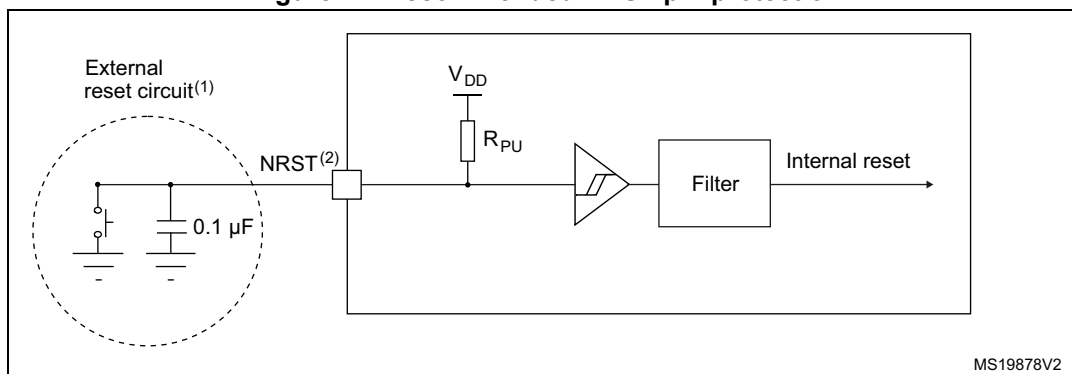 External
reset circuit(1)
VDD
RPU
NRST(2)
Filter
Internal reset
0.1 µF
MS19878V2